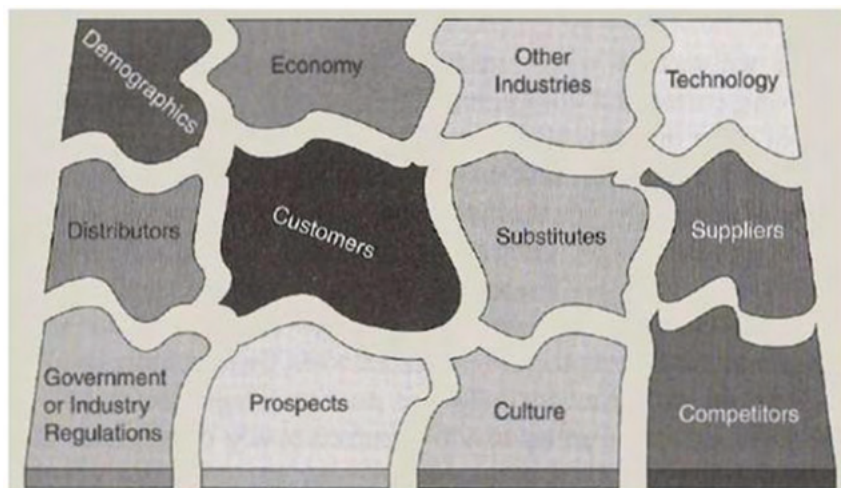 Demographics
Economy
Other
Industries
Technology
Distributors
Customers
Substitutes
Suppliers
Government
or Industry
Regulations
Prospects
Culture
Competitors